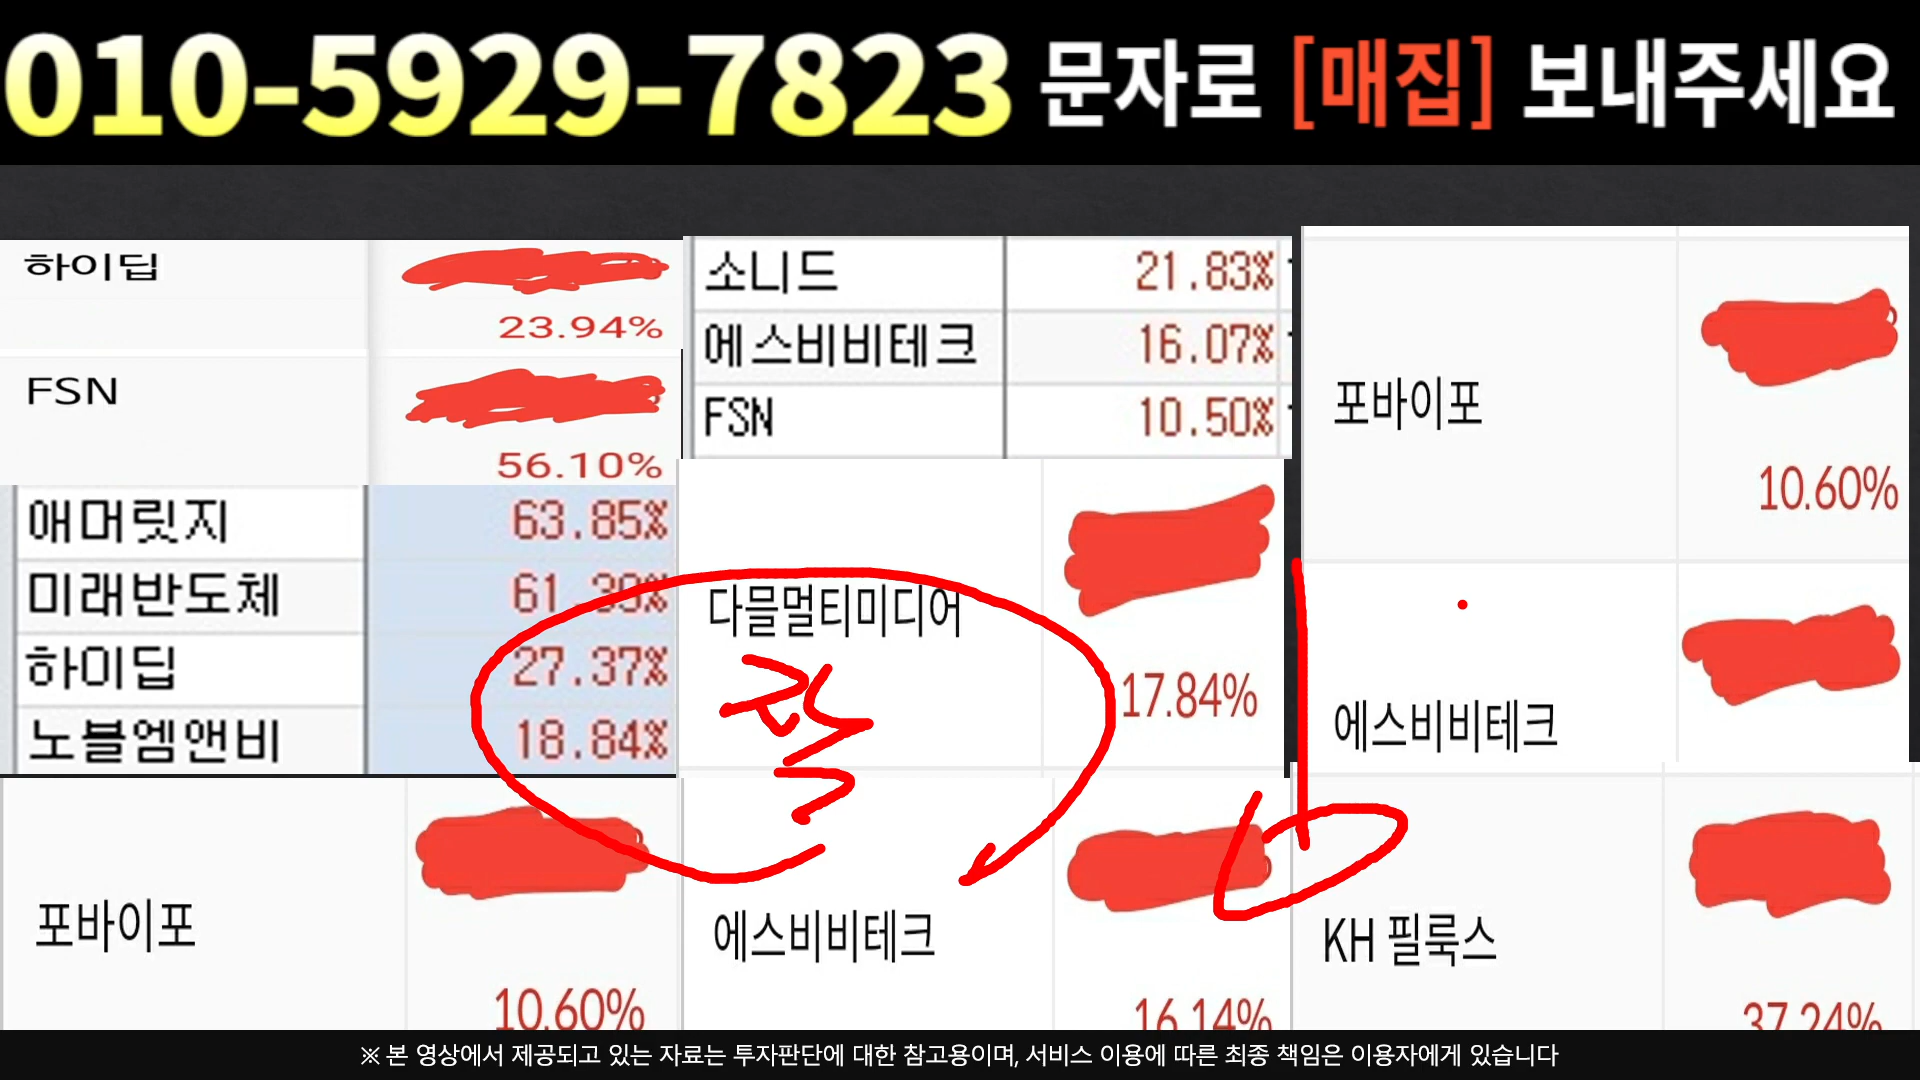 010-5929-7823 문자로 [매집] 보내주세요
하이딥
23.94%
FSN
56.10%
애머릿지 63.85%
미래반도체 61.39%
하이딥 27.37%
노블엠앤비 18.84%
소니드 21.83%
에스비비테크 16.07%
FSN 10.50%
다믈멀티미디어
17.84%
포바이포
10.60%
에스비비테크
포바이포
10.60%
에스비비테크
16.14%
KH 필룩스
37.24%
※ 본 영상에서 제공되고 있는 자료는 투자판단에 대한 참고용이며, 서비스 이용에 따른 최종 책임은 이용자에게 있습니다